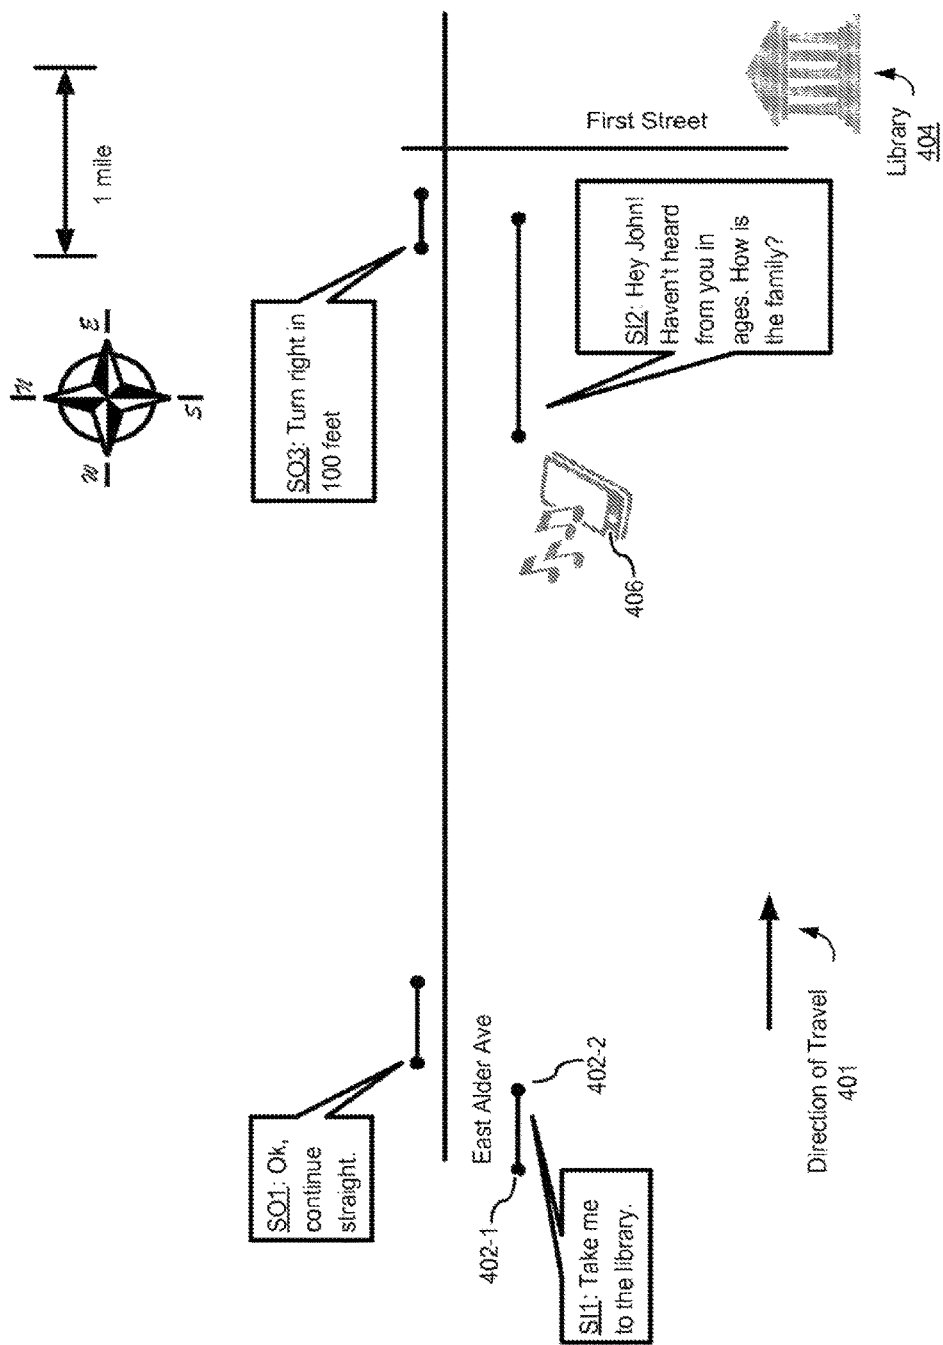 N
W
E
S
1 mile
SO1: Ok,
continue
straight.
SO3: Turn right in
100 feet
East Alder Ave
First Street
402-1
402-2
SI1: Take me
to the library.
406
SI2: Hey John!
Haven't heard
from you in
ages. How is
the family?
Direction of Travel
401
Library
404